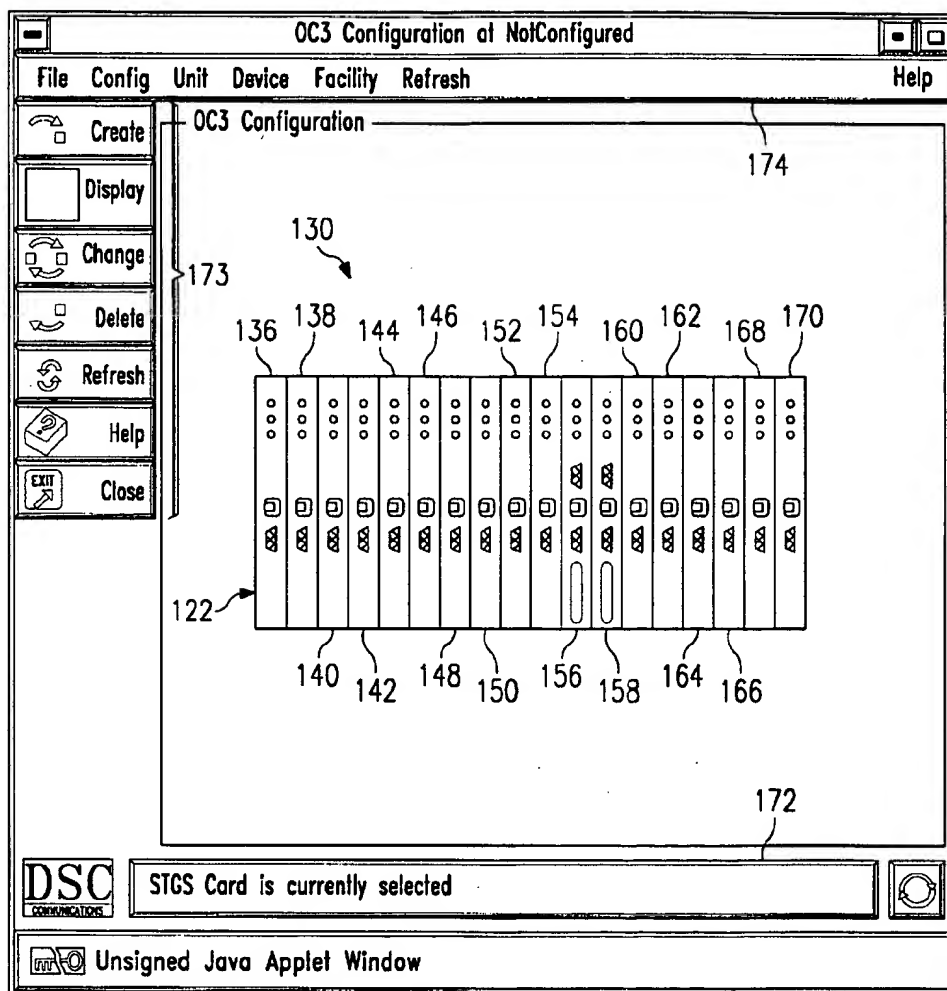 OC3 Configuration at NotConfigured
File Config Unit Device Facility Refresh Help
Create
OC3 Configuration
174
Display
130
Change
173
Delete
136 138 144 146 152 154 160 162 168 170
Refresh
?
Help
EXIT
Close
122
140 142 148 150 156 158 164 166
172
DSC
COMMUNICATIONS
STGS Card is currently selected
Unsigned Java Applet Window